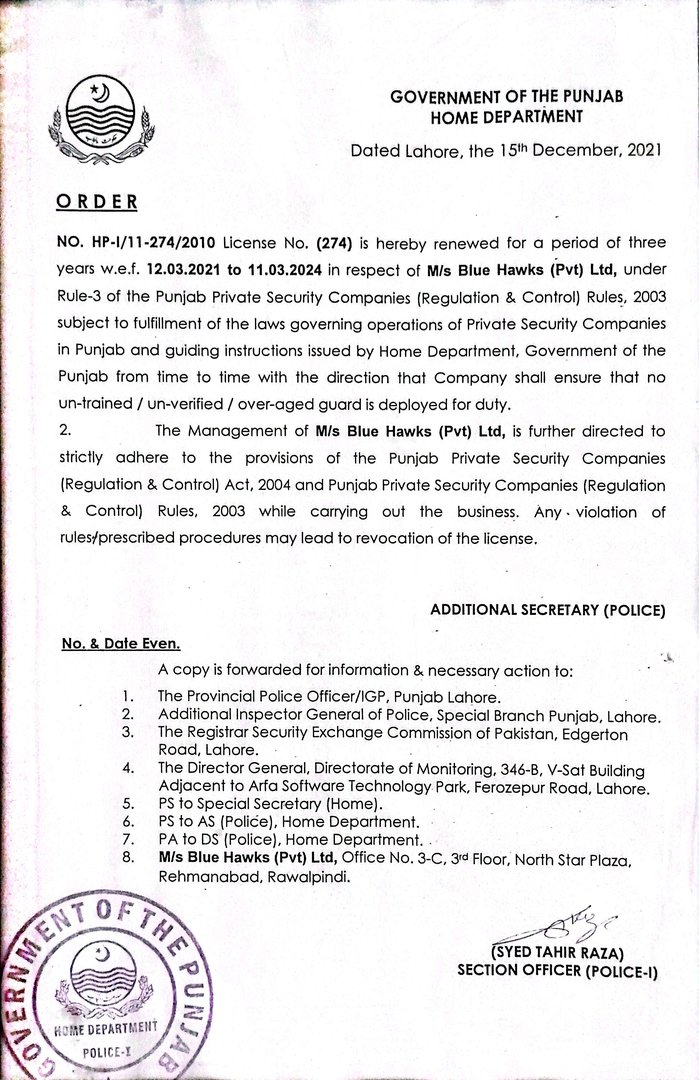 GOVERNMENT OF THE PUNJAB
HOME DEPARTMENT
Dated Lahore, the 15th December, 2021
ORDER
NO. HP-I/11-274/2010 License No. (274) is hereby renewed for a period of three
years w.e.f. 12.03.2021 to 11.03.2024 in respect of M/s Blue Hawks (Pvt) Ltd, under
Rule-3 of the Punjab Private Security Companies (Regulation & Control) Rules, 2003
subject to fulfillment of the laws governing operations of Private Security Companies
in Punjab and guiding instructions issued by Home Department, Government of the
Punjab from time to time with the direction that Company shall ensure that no
un-trained / un-verified / over-aged guard is deployed for duty.
2. The Management of M/s Blue Hawks (Pvt) Ltd, is further directed to
strictly adhere to the provisions of the Punjab Private Security Companies
(Regulation & Control) Act, 2004 and Punjab Private Security Companies (Regulation
& Control) Rules, 2003 while carrying out the business. Any violation of
rules/prescribed procedures may lead to revocation of the license.
ADDITIONAL SECRETARY (POLICE)
No. & Date Even.
A copy is forwarded for information & necessary action to:
1. The Provincial Police Officer/IGP, Punjab Lahore.
2. Additional Inspector General of Police, Special Branch Punjab, Lahore.
3. The Registrar Security Exchange Commission of Pakistan, Edgerton
Road, Lahore.
4. The Director General, Directorate of Monitoring, 346-B, V-Sat Building
Adjacent to Arfa Software Technology Park, Ferozepur Road, Lahore.
5. PS to Special Secretary (Home).
6. PS to AS (Police), Home Department.
7. PA to DS (Police), Home Department.
8. M/s Blue Hawks (Pvt) Ltd, Office No. 3-C, 3rd Floor, North Star Plaza,
Rehmanabad, Rawalpindi.
(SYED TAHIR RAZA)
SECTION OFFICER (POLICE-I)
GOVERNMENT OF THE PUNJAB
HOME DEPARTMENT
POLICE-I